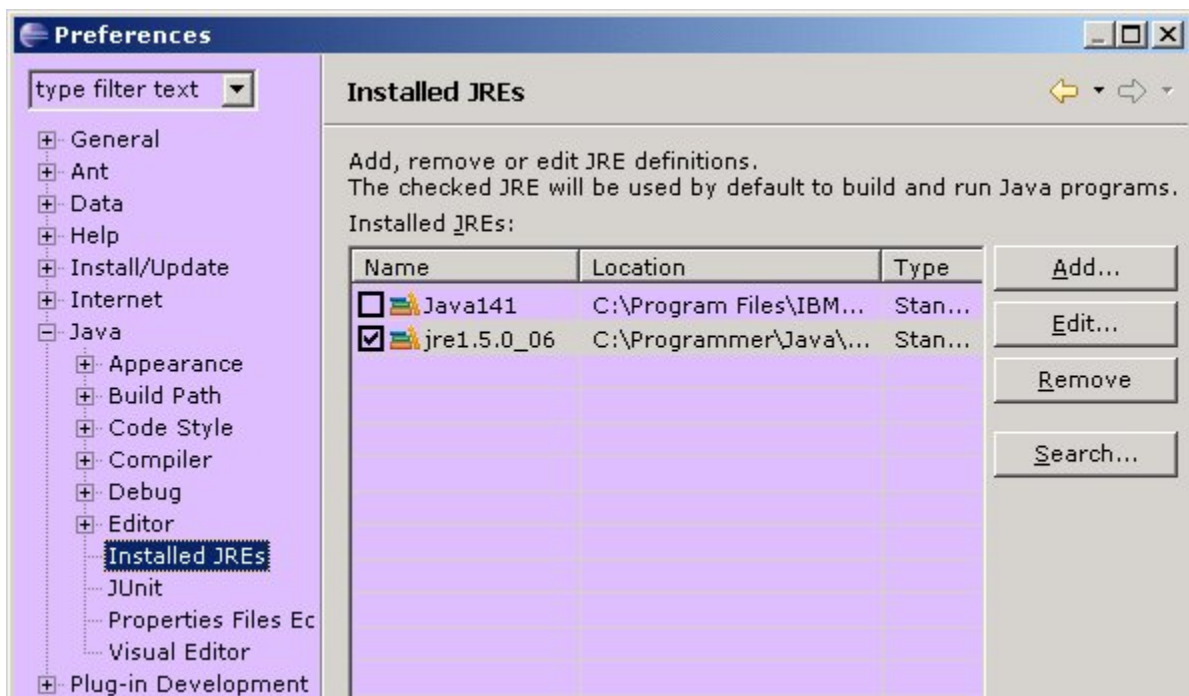 Preferences
type filter text
General
Ant
Data
Help
Install/Update
Internet
Java
Appearance
Build Path
Code Style
Compiler
Debug
Editor
Installed JREs
JUnit
Properties Files Ec
Visual Editor
Plug-in Development
Installed JREs
Add, remove or edit JRE definitions.
The checked JRE will be used by default to build and run Java programs.
Installed JREs:
Name Location Type
Java141 C:\Program Files\IBM... Stan...
jre1.5.0_06 C:\Programmer\Java\... Stan...
Add...
Edit...
Remove
Search...